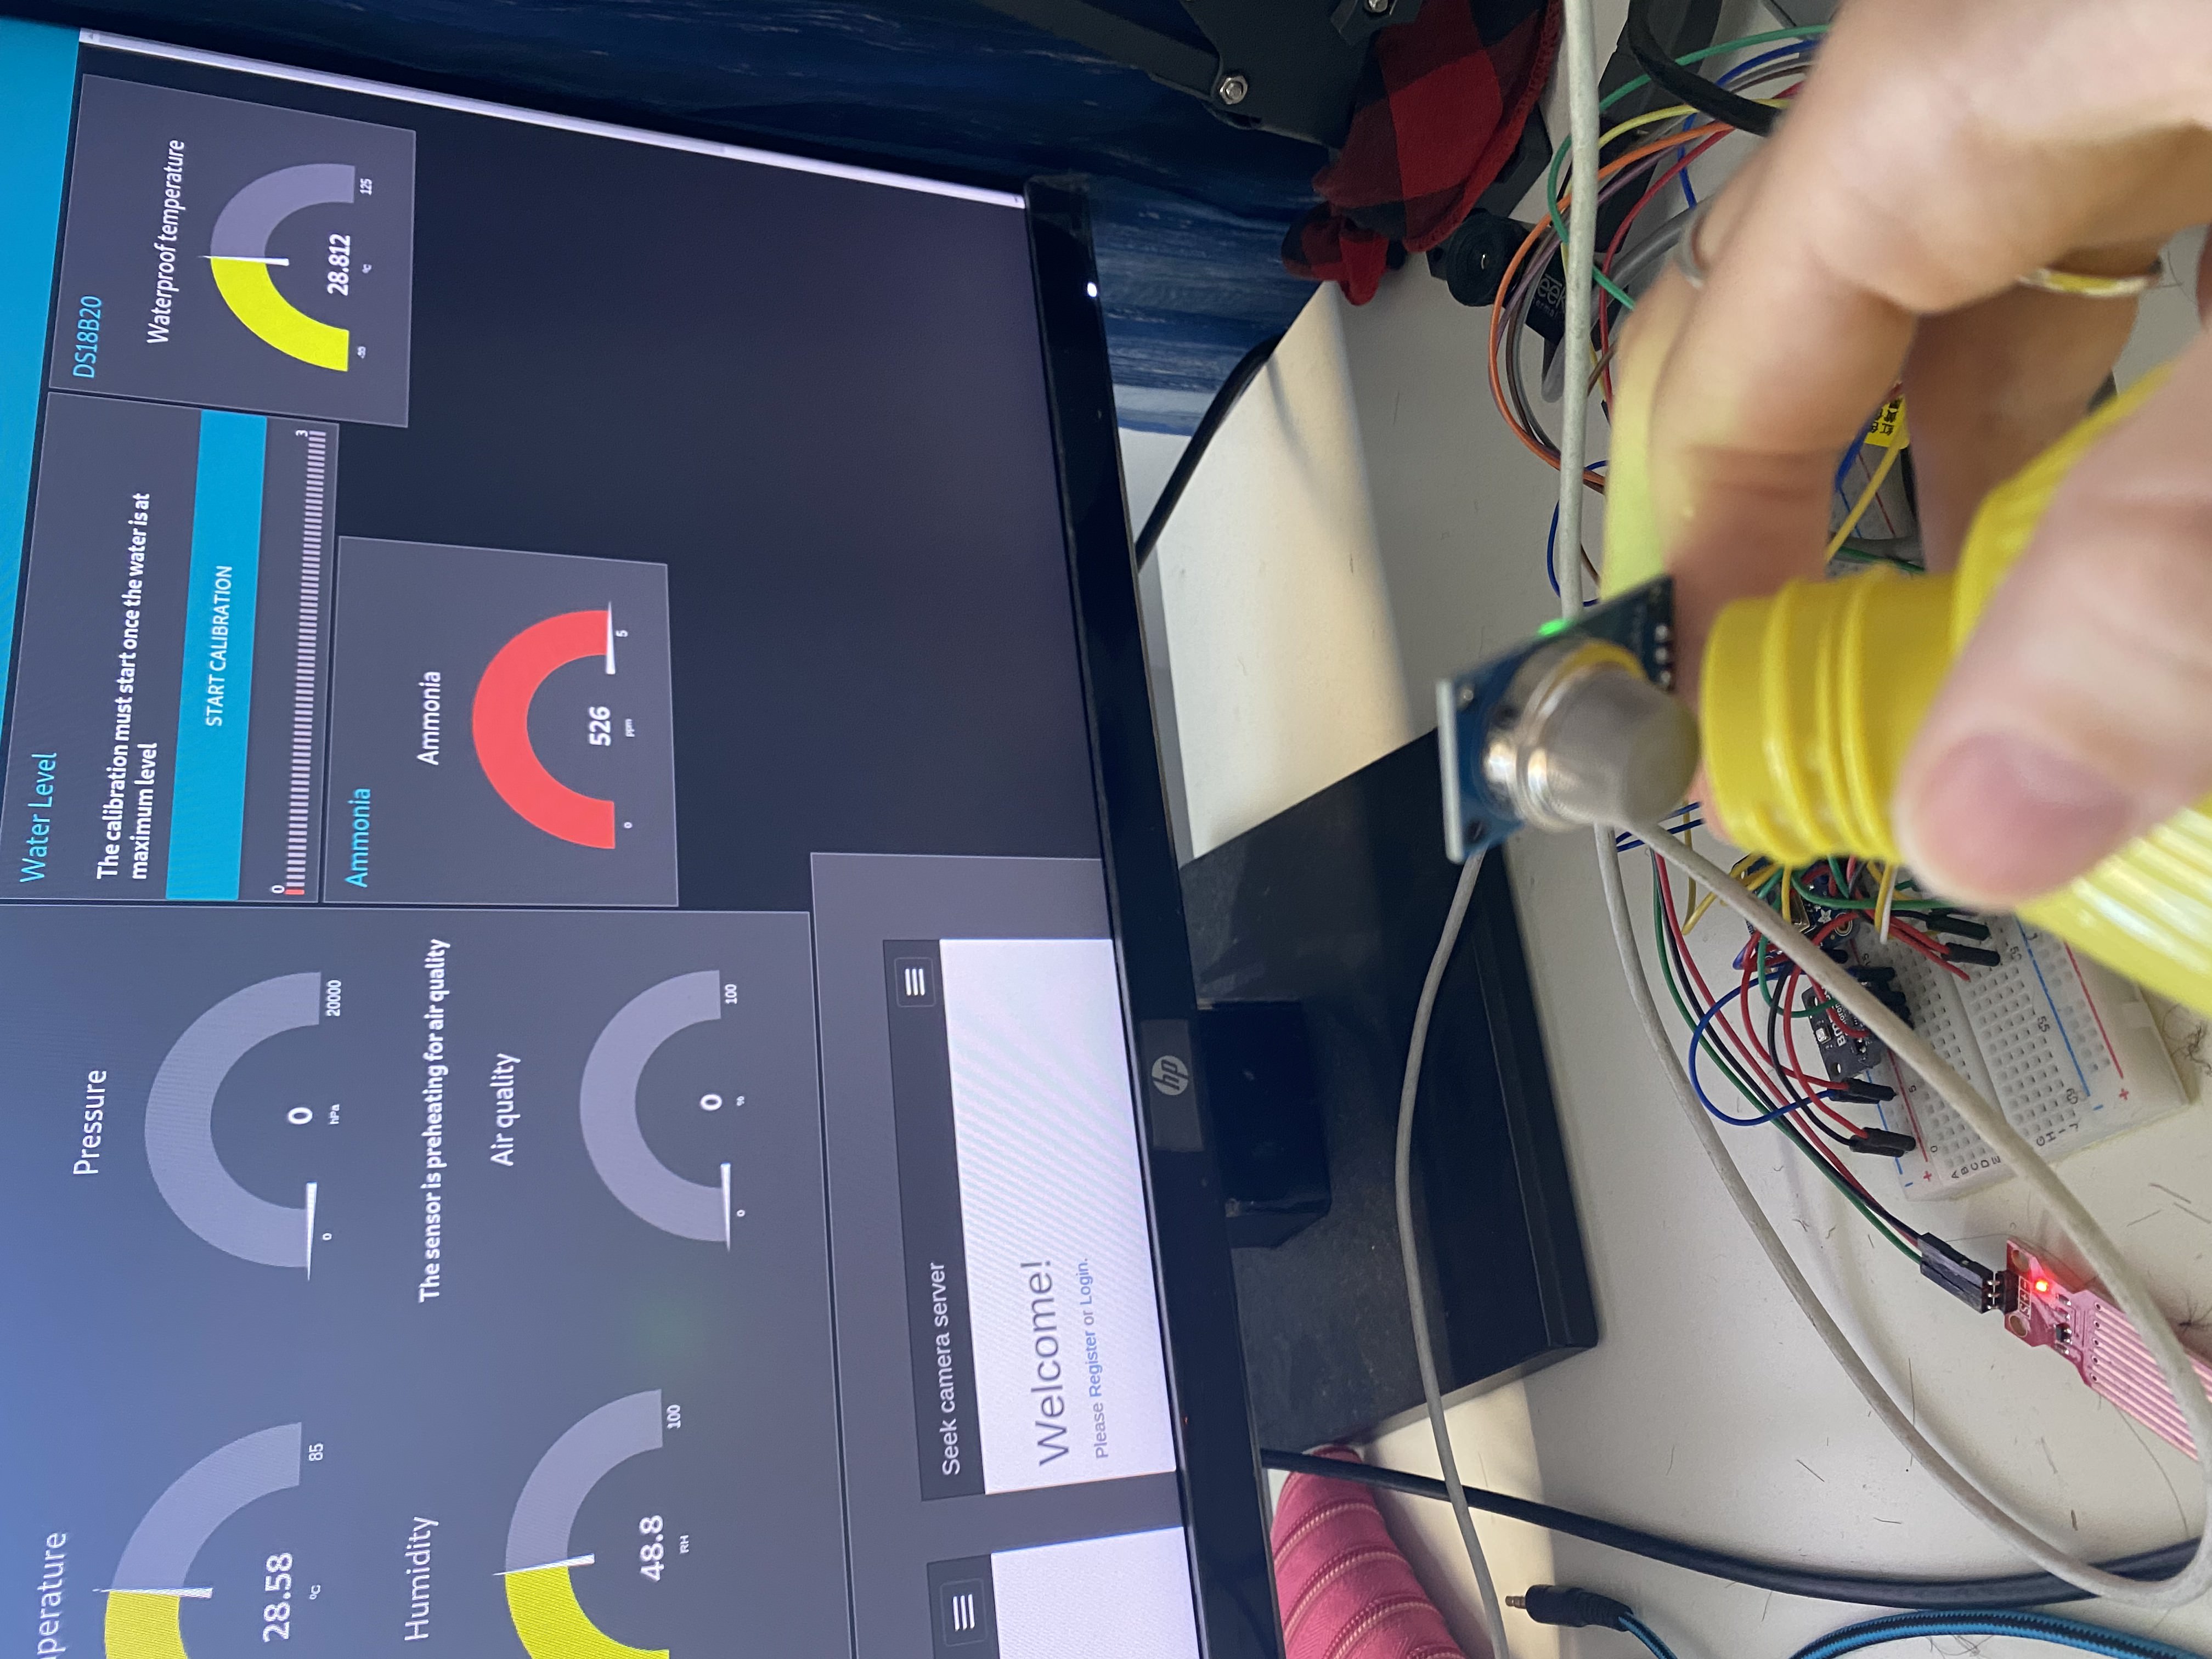 perature
28.58
ºC
85
Pressure
0
hPa
0
20000
Humidity
48.8
RH
100
The sensor is preheating for air quality
Air quality
0
%
0
100
Water Level
The calibration must start once the water is at
maximum level
START CALIBRATION
0
3
Ammonia
Ammonia
526
ppm
0
5
DS18B20
Waterproof temperature
28.812
ºC
-55
125
Seek camera server
Welcome!
Please Register or Login.
hp
S+-